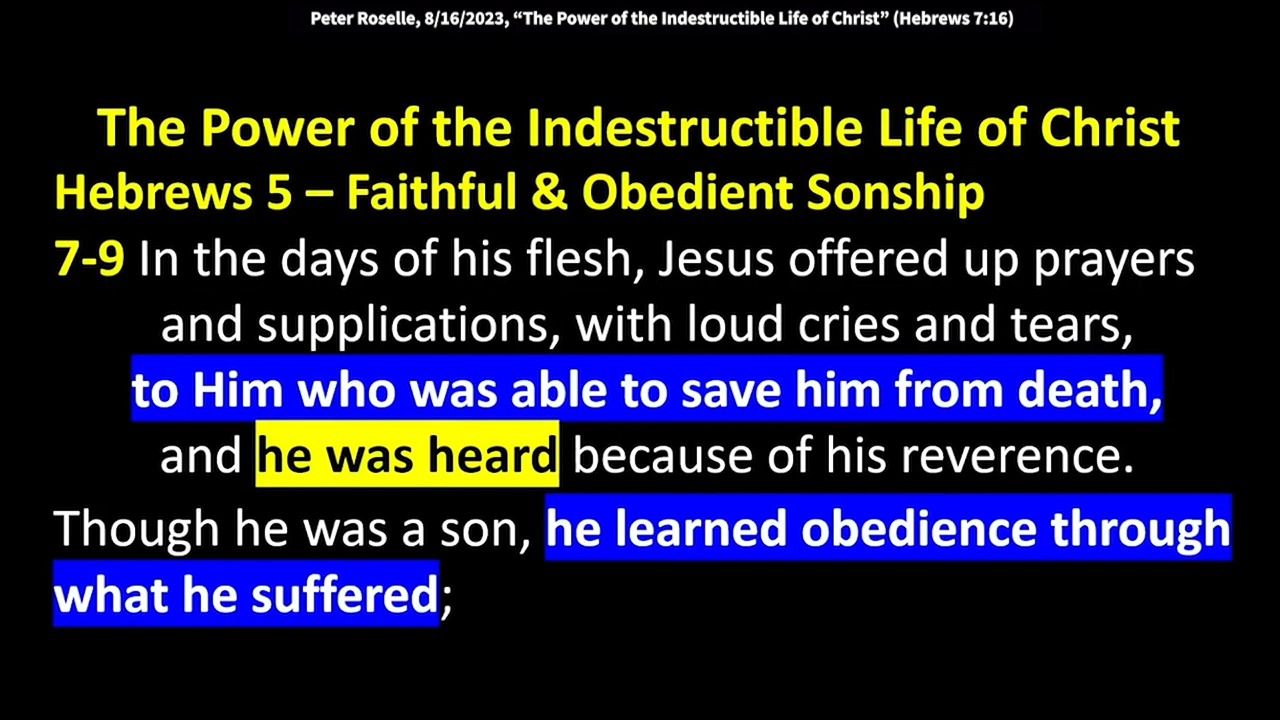 Peter Roselle, 8/16/2023, “The Power of the Indestructible Life of Christ” (Hebrews 7:16)
The Power of the Indestructible Life of Christ
Hebrews 5 – Faithful & Obedient Sonship
7-9 In the days of his flesh, Jesus offered up prayers
and supplications, with loud cries and tears,
to Him who was able to save him from death,
and he was heard because of his reverence.
Though he was a son, he learned obedience through
what he suffered;